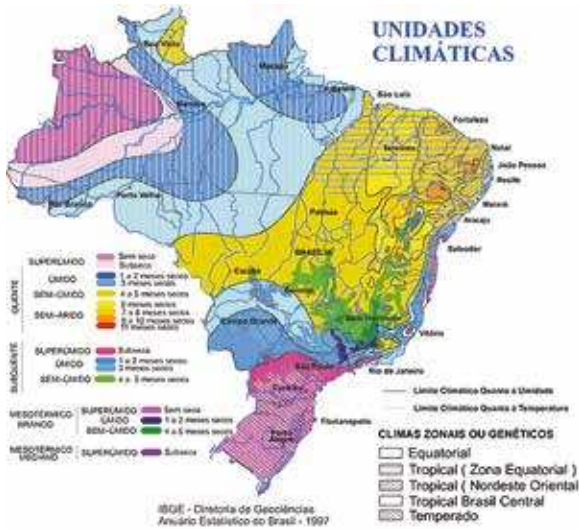 UNIDADES
CLIMÁTICAS
Boa Vista
Macapá
Belém
São Luís
Manaus
Fortaleza
Teresina
Natal
João Pessoa
Recife
Maceió
Aracaju
Porto Velho
Rio Branco
Palmas
Salvador
BRASÍLIA
Cuiabá
Goiânia
Belo Horizonte
Campo Grande
Vitória
São Paulo
Rio de Janeiro
Curitiba
Florianópolis
Porto Alegre
QUENTE
SUPERÚMIDO
Sem seca
Subseca
ÚMIDO
1 a 2 meses secos
3 meses secos
SEMI-ÚMIDO
4 a 5 meses secos
SEMI-ÁRIDO
6 meses secos
7 a 8 meses secos
9 a 10 meses secos
11 meses secos
SUBQUENTE
SUPERÚMIDO
Subseca
ÚMIDO
1 a 2 meses secos
3 meses secos
SEMI-ÚMIDO
4 a 5 meses secos
MESOTÉRMICO
BRANDO
SUPERÚMIDO
Sem seca
ÚMIDO
1 a 2 meses secos
SEMI-ÚMIDO
4 a 5 meses secos
MESOTÉRMICO
MEDIANO
SUPERÚMIDO
Subseca
Limite Climático Quanto à Umidade
Limite Climático Quanto à Temperatura
CLIMAS ZONAIS OU GENÉTICOS
Equatorial
Tropical ( Zona Equatorial )
Tropical ( Nordeste Oriental
Tropical Brasil Central
Temperado
IBGE - Diretoria de Geociências
Anuário Estatístico do Brasil - 1997